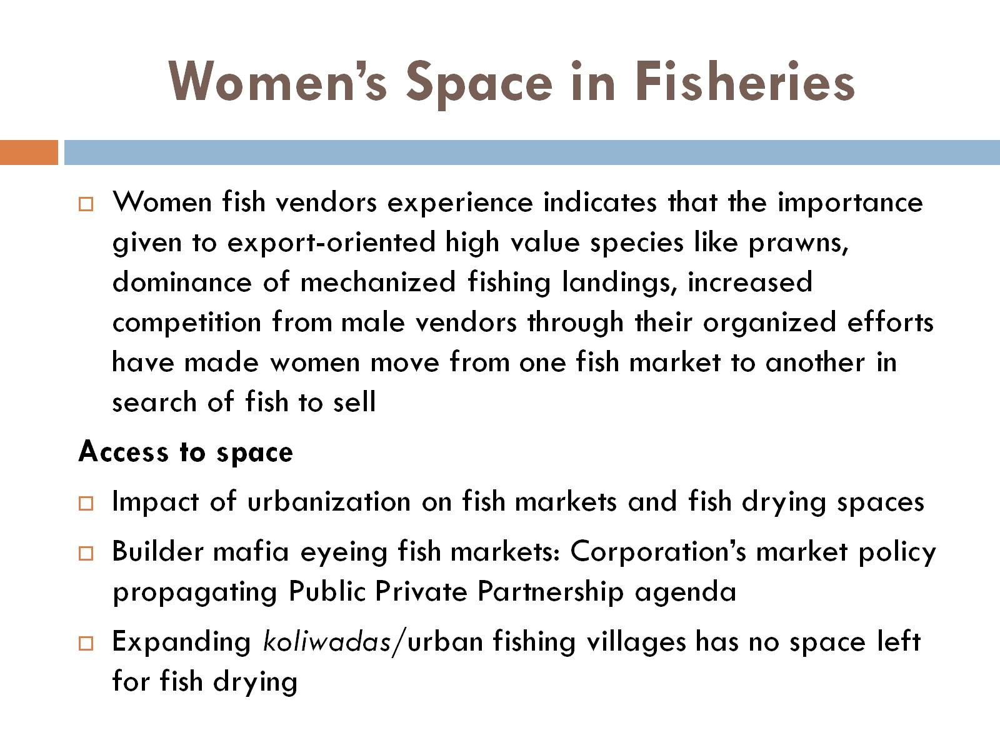 Women’s Space in Fisheries
Women fish vendors experience indicates that the importance
given to export-oriented high value species like prawns,
dominance of mechanized fishing landings, increased
competition from male vendors through their organized efforts
have made women move from one fish market to another in
search of fish to sell
Access to space
Impact of urbanization on fish markets and fish drying spaces
Builder mafia eyeing fish markets: Corporation’s market policy
propagating Public Private Partnership agenda
Expanding koliwadas/urban fishing villages has no space left
for fish drying